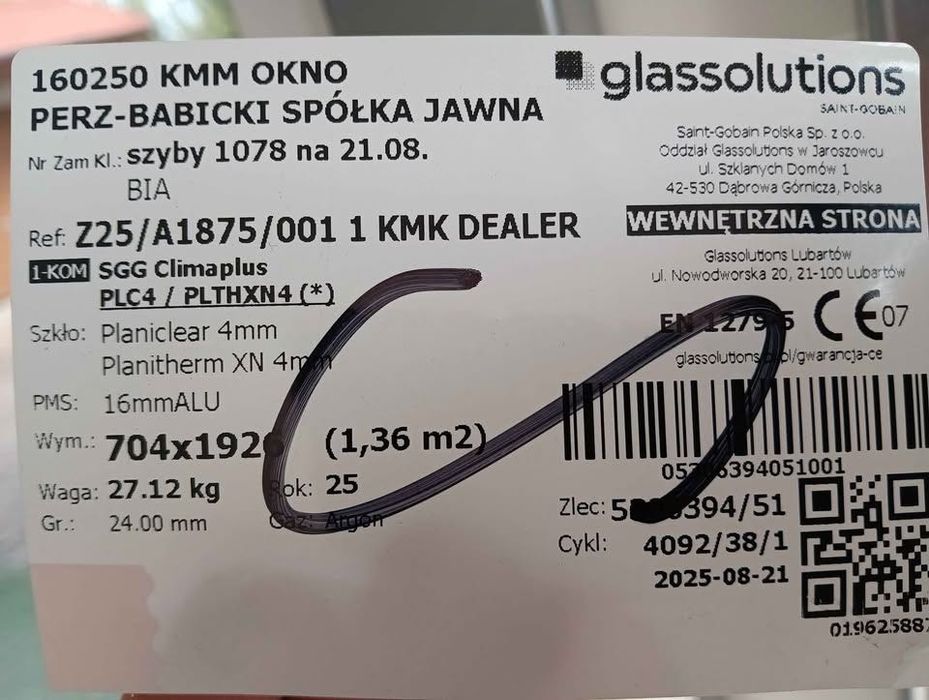 160250 KMM OKNO
PERZ-BABICKI SPÓŁKA JAWNA
Nr Zam Kl.: szyby 1078 na 21.08.
BIA
Ref: Z25/A1875/001 1 KMK DEALER
1-KOM SGG Climaplus
PLC4 / PLTHXN4 (*)
Szkło: Planiclear 4mm
Planitherm XN 4mm
PMS: 16mmALU
Wym.: (1,36 m2)
Waga: 27.12 kg Rok: 25
Gr.: 24.00 mm Gaz: Argon
glassolutions
SAINT-GOBAIN
Saint-Gobain Polska Sp. z o.o.
Oddział Glassolutions w Jaroszowcu
ul. Szklanych Domów 1
42-530 Dąbrowa Górnicza, Polska
WEWNĘTRZNA STRONA
Glassolutions Lubartów
ul. Nowodworska 20, 21-100 Lubartów
EN CE 07
Zlec:
Cykl: 4092/38/1
2025-08-21